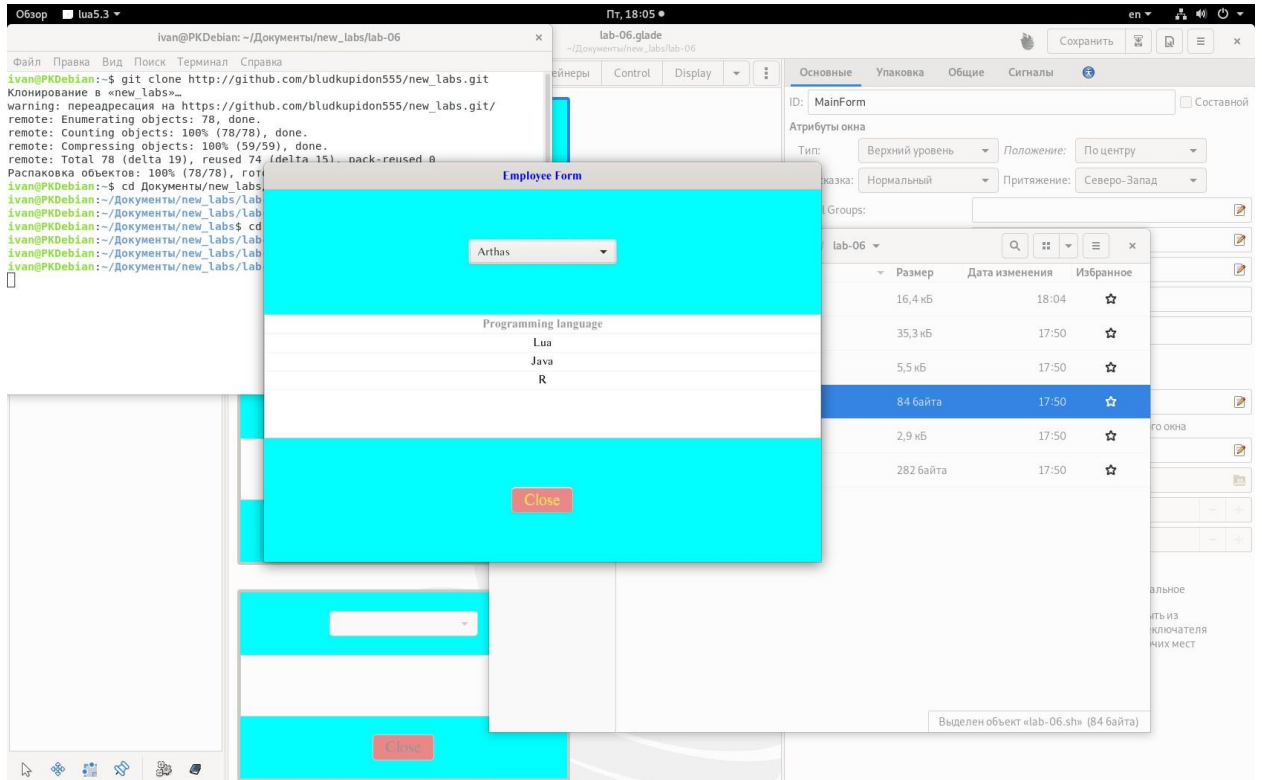 Обзор lua5.3 Пт, 18:05 en
ivan@PKDebian: ~/Документы/new_labs/lab-06
Файл Правка Вид Поиск Терминал Справка
ivan@PKDebian:~$ git clone http://github.com/bludkupidon555/new_labs.git
Клонирование в «new_labs»…
warning: переадресация на https://github.com/bludkupidon555/new_labs.git/
remote: Enumerating objects: 78, done.
remote: Counting objects: 100% (78/78), done.
remote: Compressing objects: 100% (59/59), done.
remote: Total 78 (delta 19), reused 74 (delta 15), pack-reused 0
Распаковка объектов: 100% (78/78), гот
ivan@PKDebian:~$ cd Документы/new_labs
ivan@PKDebian:~/Документы/new_labs/lab
ivan@PKDebian:~/Документы/new_labs/lab
ivan@PKDebian:~/Документы/new_labs$ cd
ivan@PKDebian:~/Документы/new_labs/lab
ivan@PKDebian:~/Документы/new_labs/lab
ivan@PKDebian:~/Документы/new_labs/lab
lab-06.glade
~/Документы/new_labs/lab-06
Сохранить
ейнеры Control Display
Основные Упаковка Общие Сигналы
ID: MainForm Составной
Атрибуты окна
Тип: Верхний уровень Положение: По центру
казка: Нормальный Притяжение: Северо-Запад
l Groups:
Employee Form
Arthas
Programming language
Lua
Java
R
Close
lab-06
Размер Дата изменения Избранное
16,4 кБ 18:04
35,3 кБ 17:50
5,5 кБ 17:50
84 байта 17:50
2,9 кБ 17:50
282 байта 17:50
го окна
альное
ыть из
еключателя
очих мест
Выделен объект «lab-06.sh» (84 байта)
Close